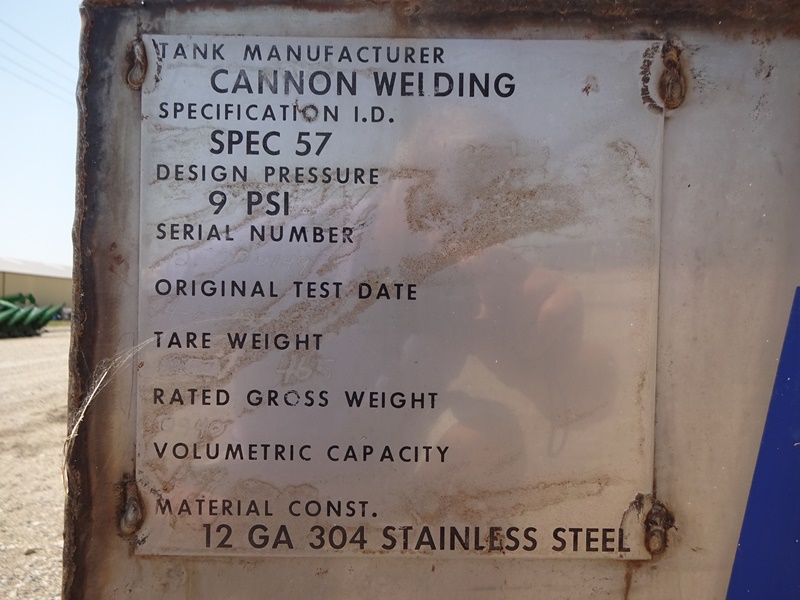 TANK MANUFACTURER
CANNON WELDING
SPECIFICATION I.D.
SPEC 57
DESIGN PRESSURE
9 PSI
SERIAL NUMBER
ORIGINAL TEST DATE
TARE WEIGHT
RATED GROSS WEIGHT
VOLUMETRIC CAPACITY
MATERIAL CONST.
12 GA 304 STAINLESS STEEL